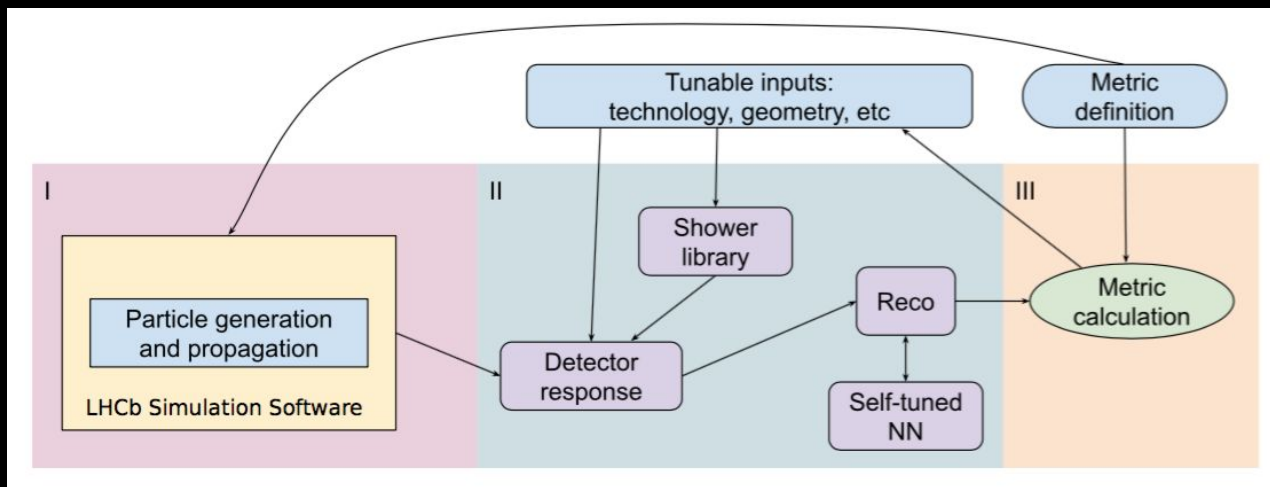 Tunable inputs:
technology, geometry, etc
Metric
definition
I
II
III
Shower
library
Particle generation
and propagation
LHCb Simulation Software
Detector
response
Reco
Self-tuned
NN
Metric
calculation